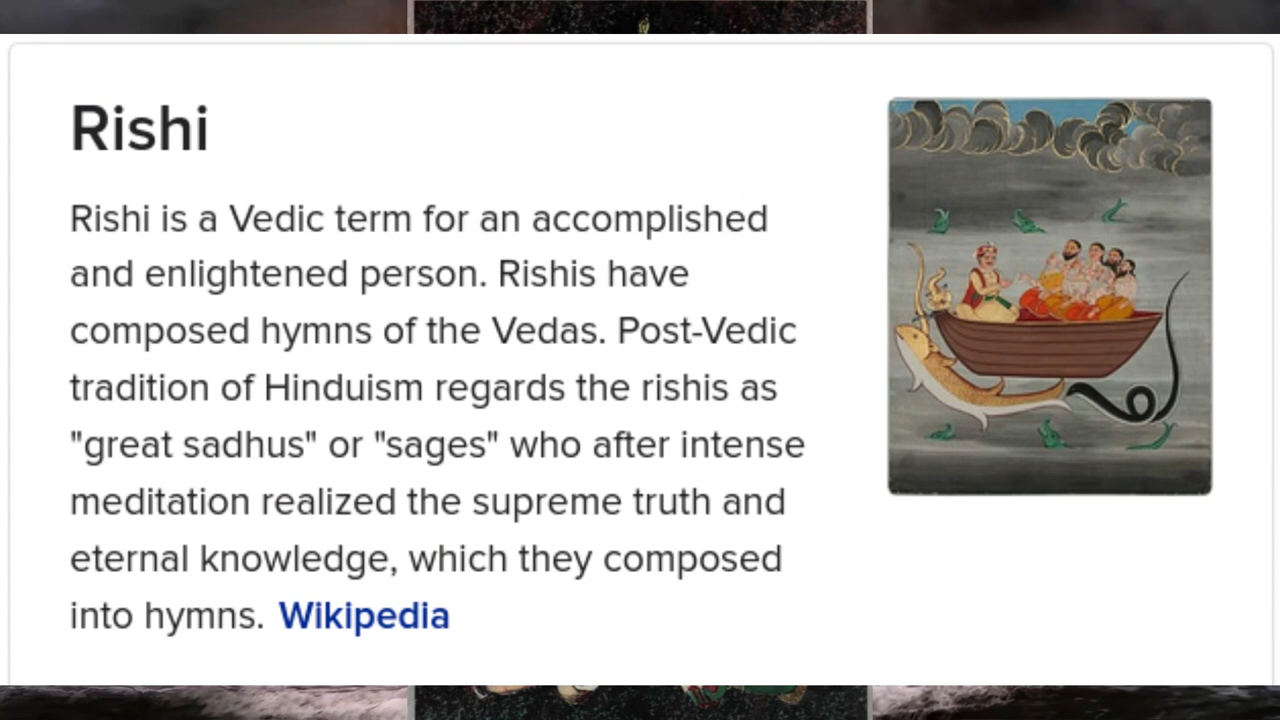 Rishi
Rishi is a Vedic term for an accomplished
and enlightened person. Rishis have
composed hymns of the Vedas. Post-Vedic
tradition of Hinduism regards the rishis as
"great sadhus" or "sages" who after intense
meditation realized the supreme truth and
eternal knowledge, which they composed
into hymns. Wikipedia